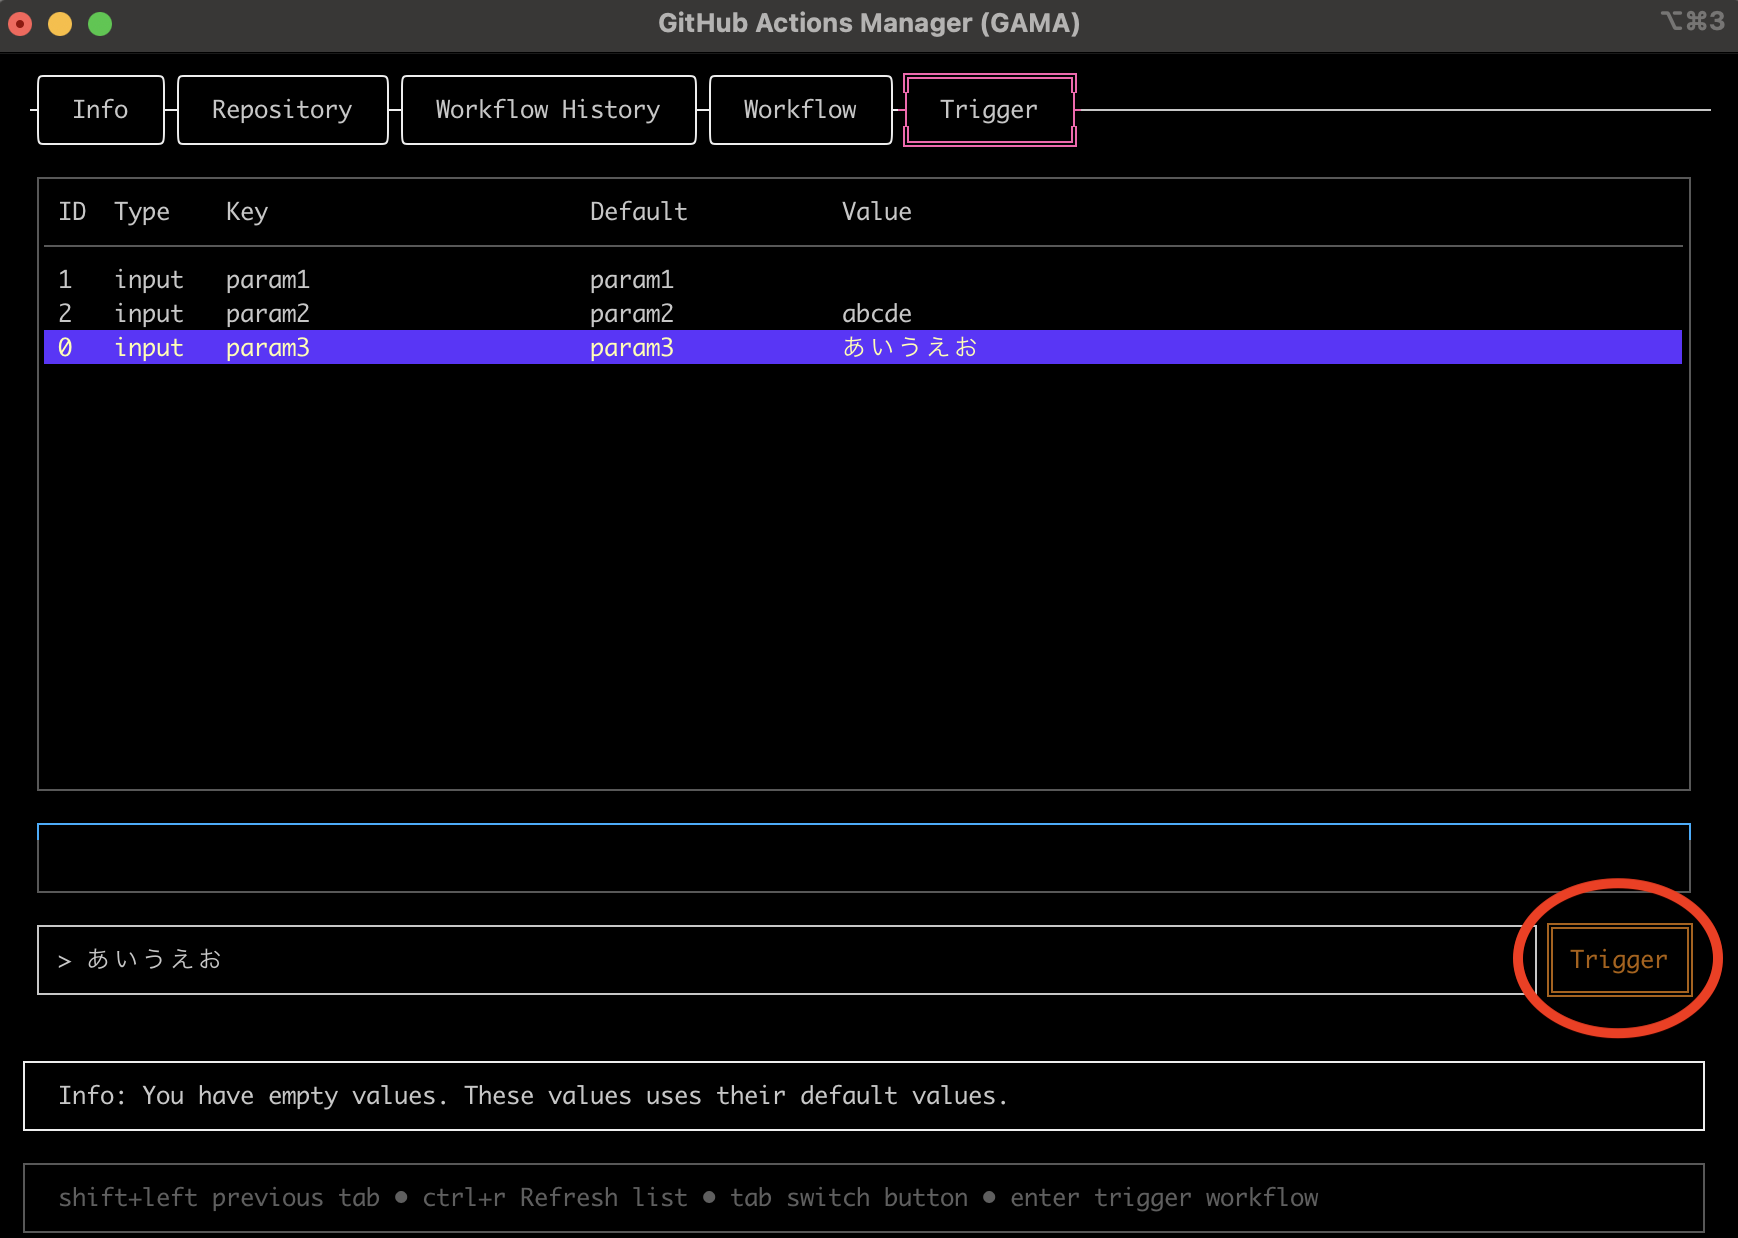 GitHub Actions Manager (GAMA)
⌥⌘3
Info Repository Workflow History Workflow Trigger
ID Type Key Default Value
1 input param1 param1
2 input param2 param2 abcde
0 input param3 param3 あいうえお
> あいうえお
Trigger
Info: You have empty values. These values uses their default values.
shift+left previous tab • ctrl+r Refresh list • tab switch button • enter trigger workflow